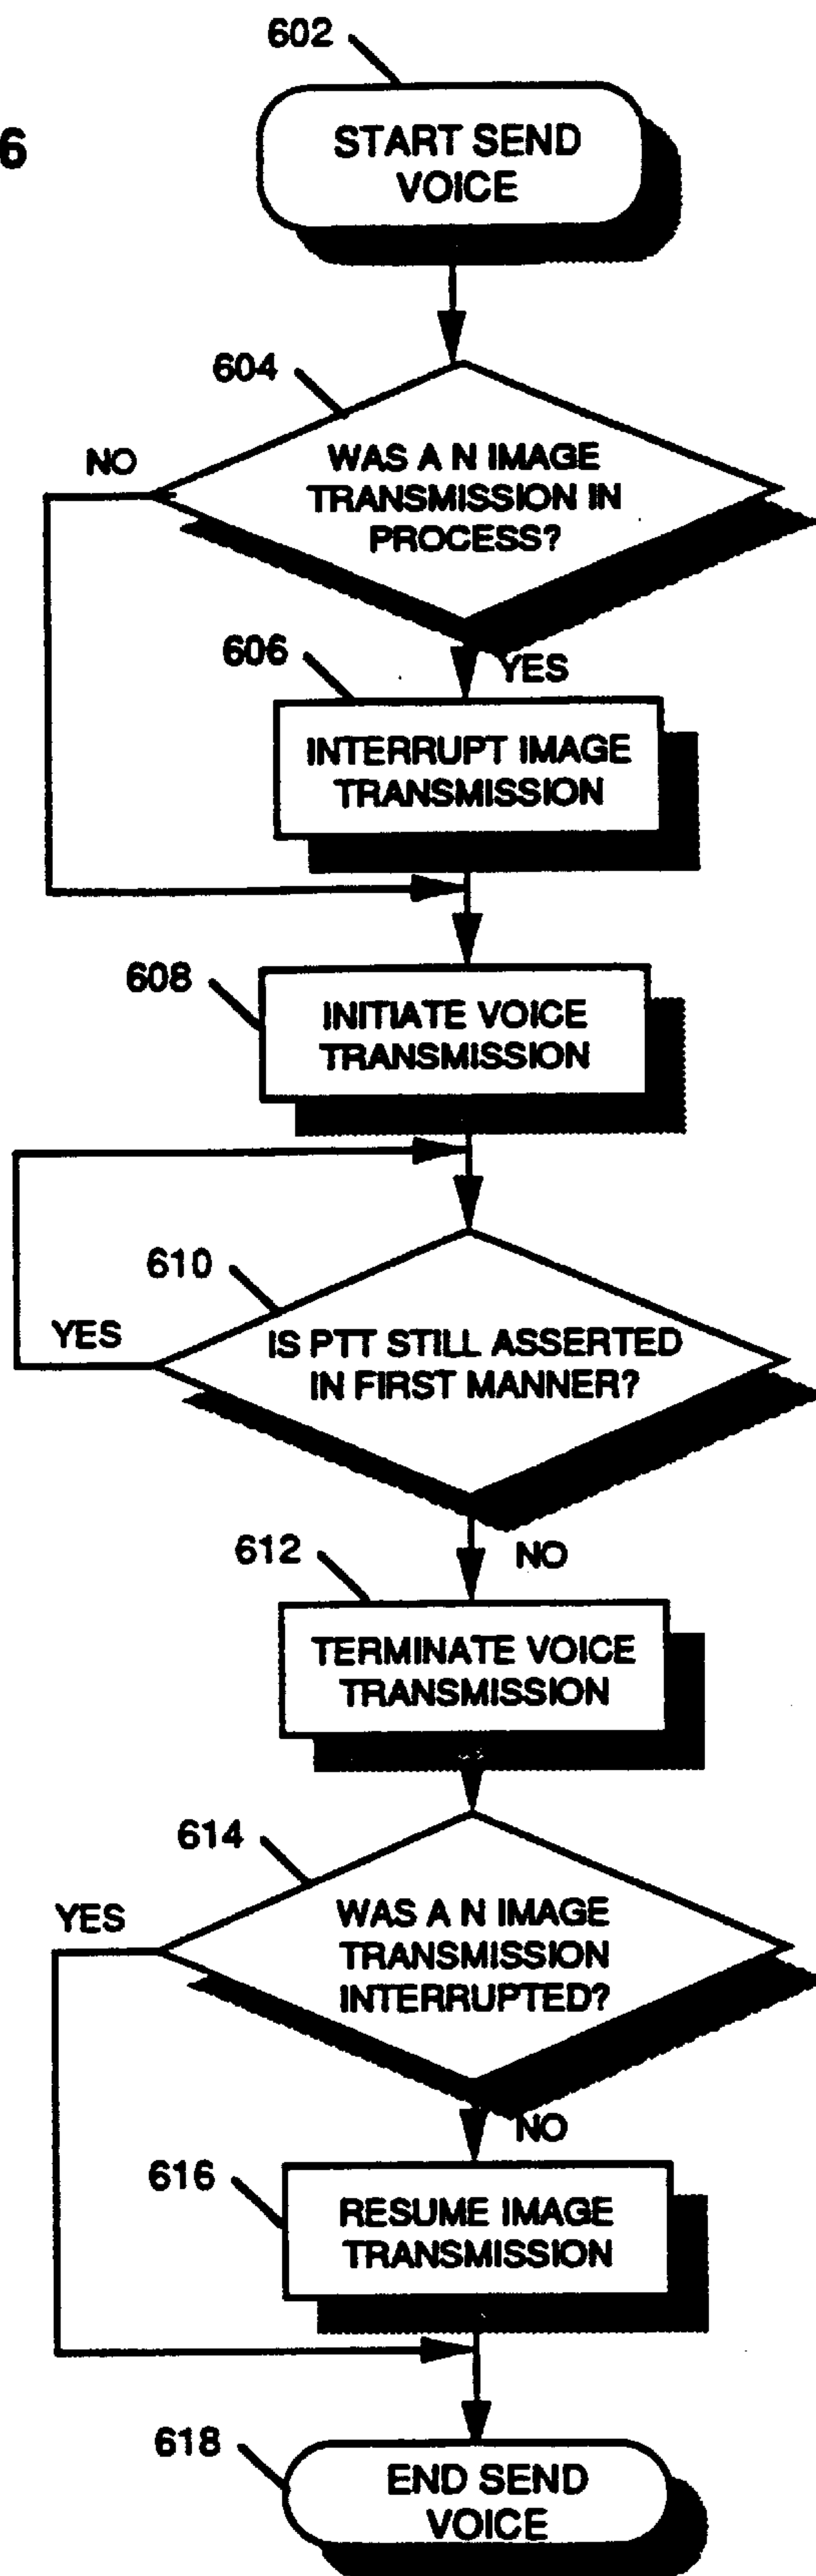 602
START SEND
VOICE
6
604
NO
WAS A N IMAGE
TRANSMISSION IN
PROCESS?
606
YES
INTERRUPT IMAGE
TRANSMISSION
608
INITIATE VOICE
TRANSMISSION
610
YES
IS PTT STILL ASSERTED
IN FIRST MANNER?
612
NO
TERMINATE VOICE
TRANSMISSION
614
YES
WAS A N IMAGE
TRANSMISSION
INTERRUPTED?
NO
616
RESUME IMAGE
TRANSMISSION
618
END SEND
VOICE